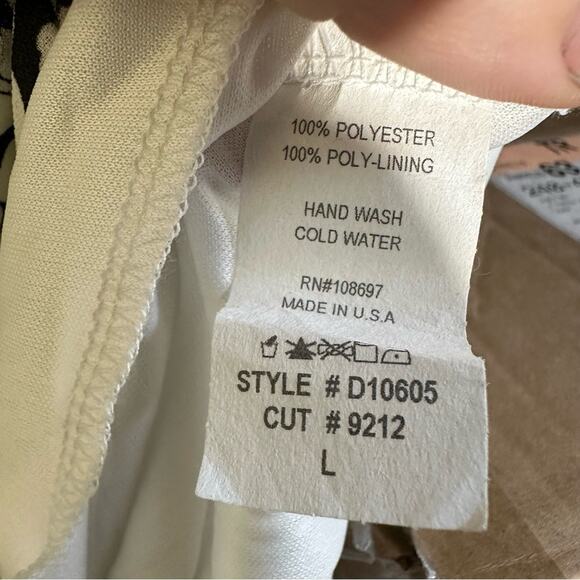 100% POLYESTER
100% POLY-LINING
HAND WASH
COLD WATER
RN#108697
MADE IN U.S.A
STYLE # D10605
CUT # 9212
L